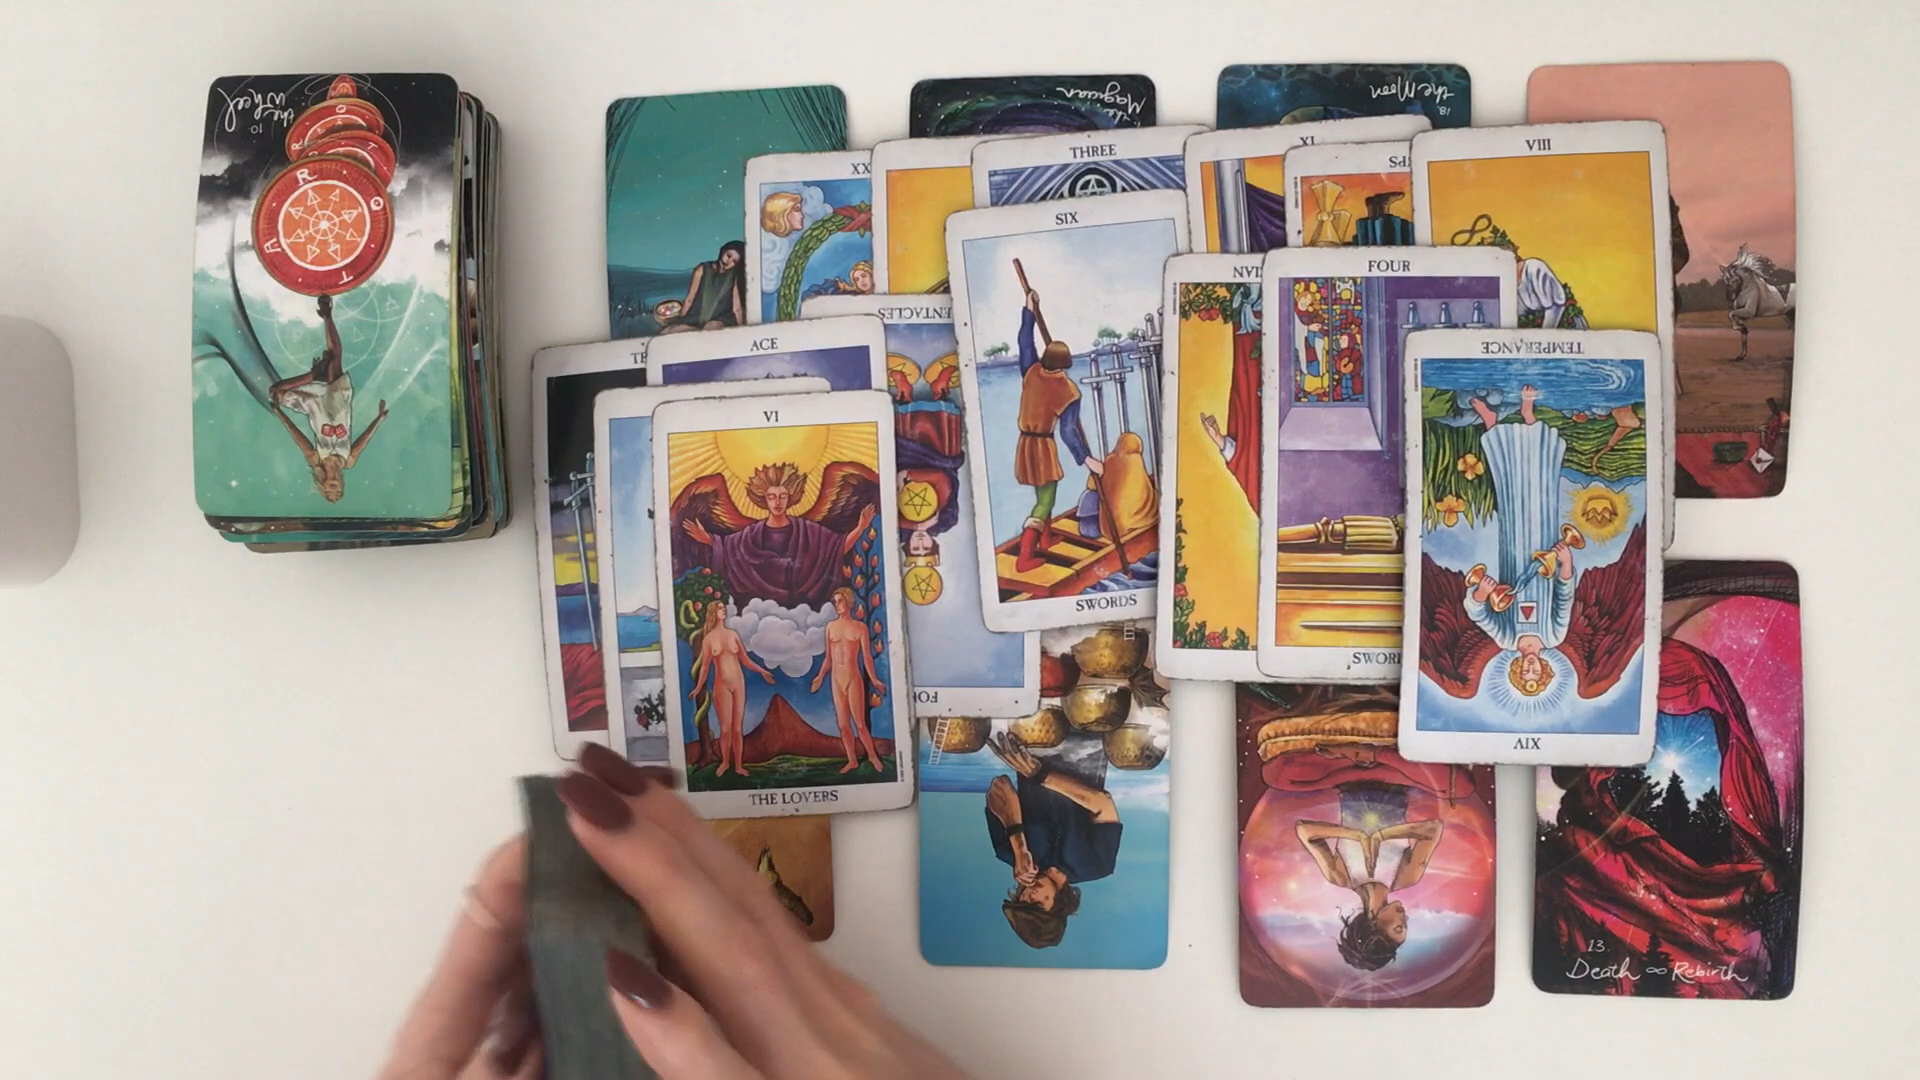 10.
the Wheel
T A R O T
the Magician
18.
the Moon
XX
THREE
XI
VIII
SIX
FOUR
ACE
PENTACLES
TEMPERANCE
VI
SWORDS
THE LOVERS
XIV
13.
Death ∞ Rebirth